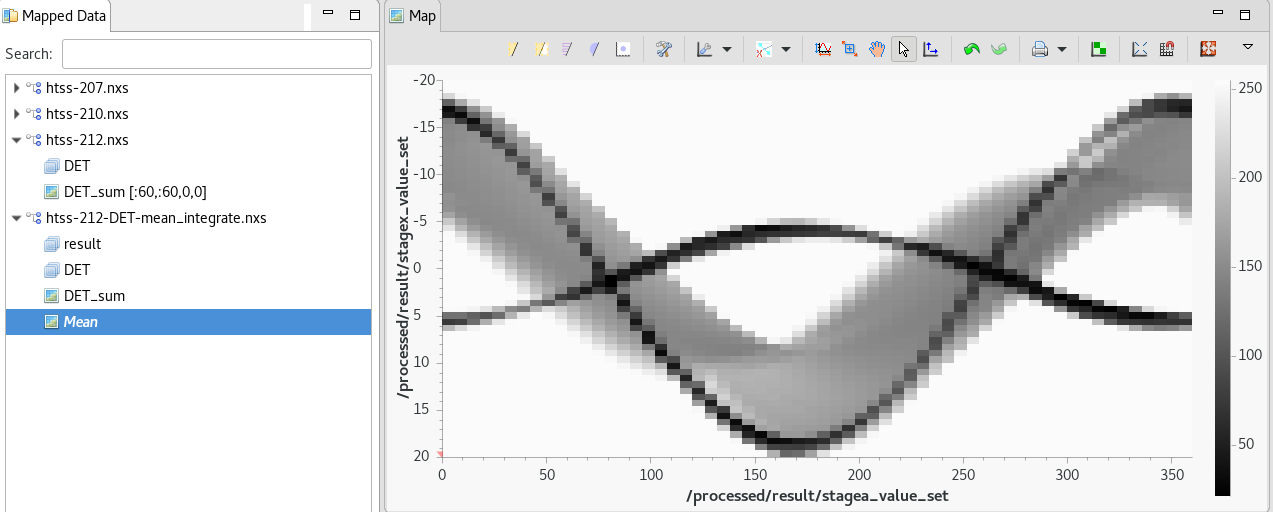 Mapped Data
Search:
htss-207.nxs
htss-210.nxs
htss-212.nxs
DET
DET_sum [:60,:60,0,0]
htss-212-DET-mean_integrate.nxs
result
DET
DET_sum
Mean
Map
/processed/result/stagex_value_set
-20
-15
-10
-5
0
5
10
15
20
0 50 100 150 200 250 300 350
/processed/result/stagea_value_set
250
200
150
100
50